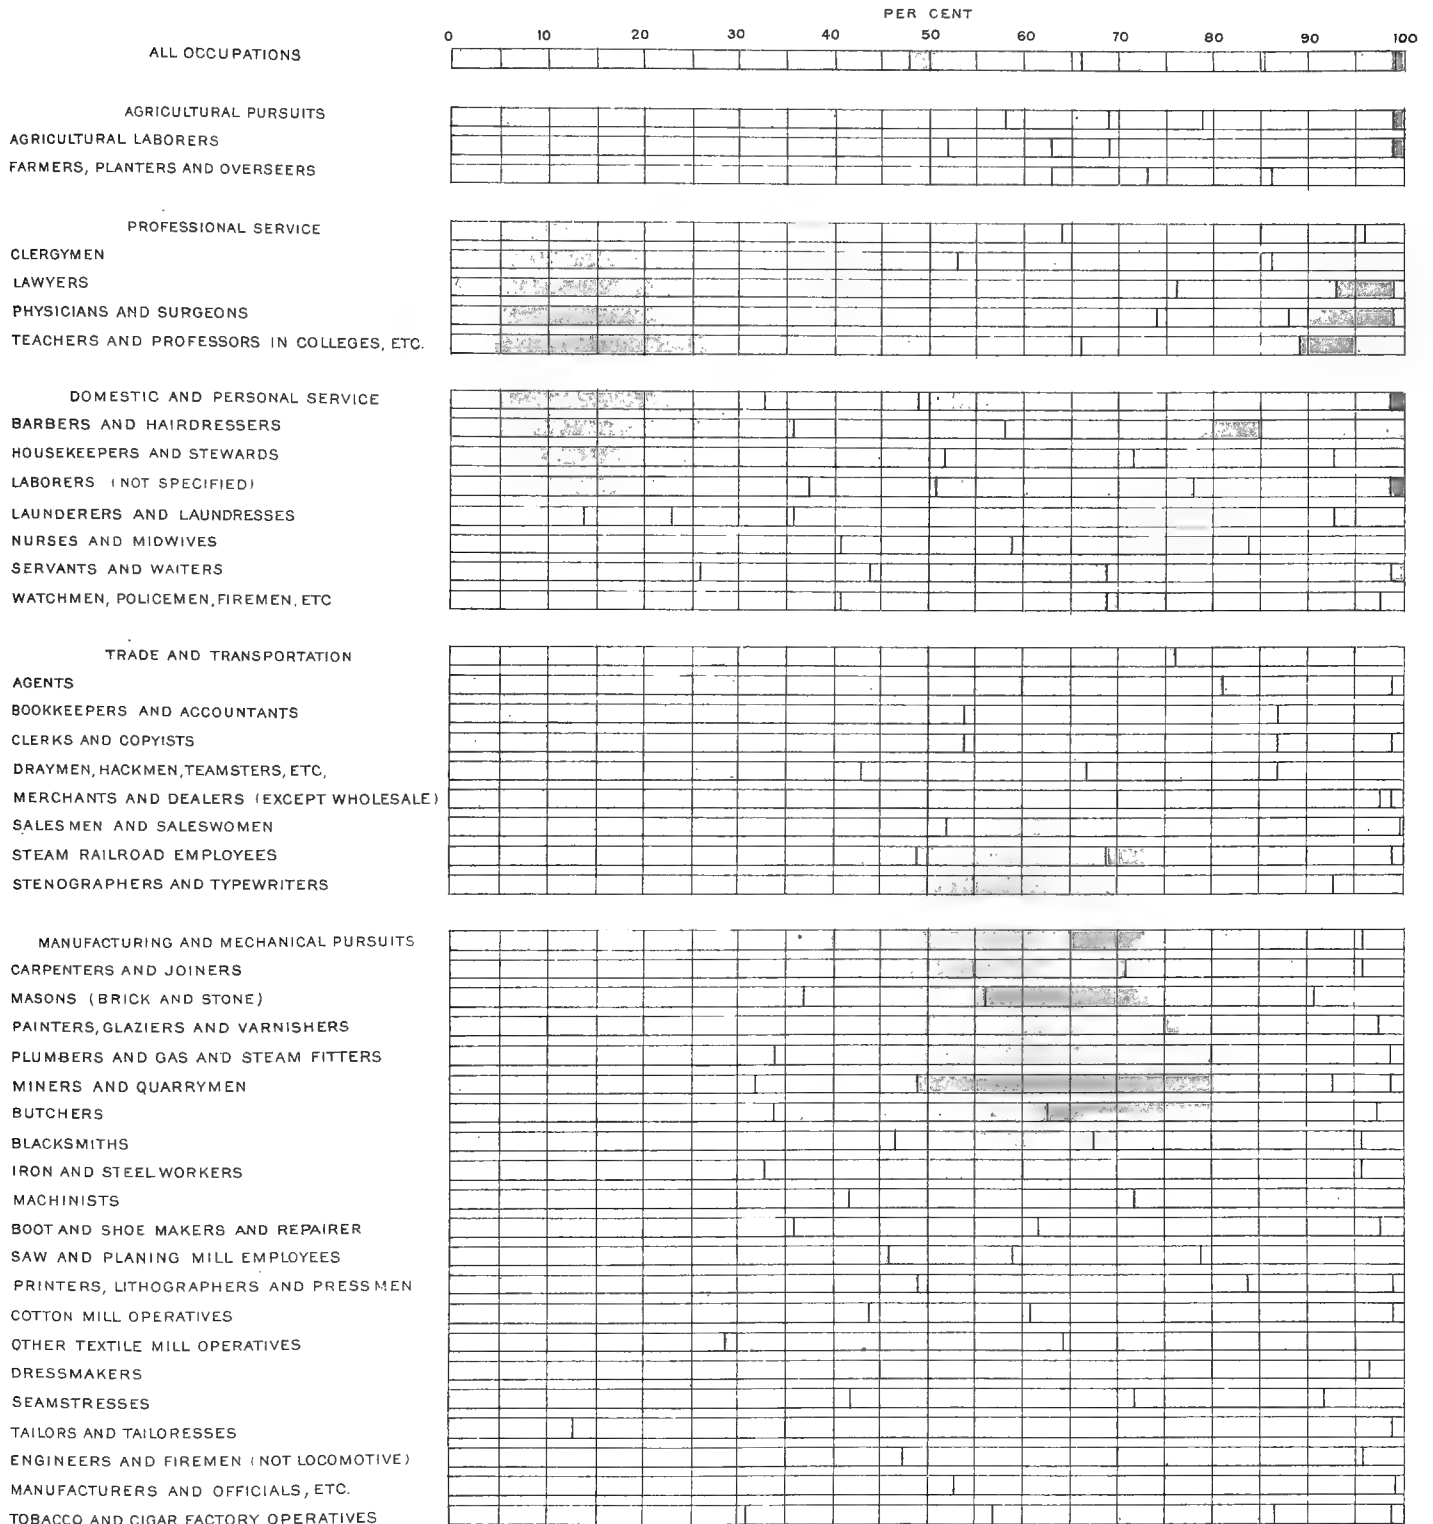 PER CENT
0 10 20 30 40 50 60 70 80 90 100
ALL OCCUPATIONS
AGRICULTURAL PURSUITS
AGRICULTURAL LABORERS
FARMERS, PLANTERS AND OVERSEERS
PROFESSIONAL SERVICE
CLERGYMEN
LAWYERS
PHYSICIANS AND SURGEONS
TEACHERS AND PROFESSORS IN COLLEGES, ETC.
DOMESTIC AND PERSONAL SERVICE
BARBERS AND HAIRDRESSERS
HOUSEKEEPERS AND STEWARDS
LABORERS (NOT SPECIFIED)
LAUNDERERS AND LAUNDRESSES
NURSES AND MIDWIVES
SERVANTS AND WAITERS
WATCHMEN, POLICEMEN, FIREMEN, ETC
TRADE AND TRANSPORTATION
AGENTS
BOOKKEEPERS AND ACCOUNTANTS
CLERKS AND COPYISTS
DRAYMEN, HACKMEN, TEAMSTERS, ETC,
MERCHANTS AND DEALERS (EXCEPT WHOLESALE)
SALESMEN AND SALESWOMEN
STEAM RAILROAD EMPLOYEES
STENOGRAPHERS AND TYPEWRITERS
MANUFACTURING AND MECHANICAL PURSUITS
CARPENTERS AND JOINERS
MASONS (BRICK AND STONE)
PAINTERS, GLAZIERS AND VARNISHERS
PLUMBERS AND GAS AND STEAM FITTERS
MINERS AND QUARRYMEN
BUTCHERS
BLACKSMITHS
IRON AND STEEL WORKERS
MACHINISTS
BOOT AND SHOE MAKERS AND REPAIRER
SAW AND PLANING MILL EMPLOYEES
PRINTERS, LITHOGRAPHERS AND PRESSMEN
COTTON MILL OPERATIVES
OTHER TEXTILE MILL OPERATIVES
DRESSMAKERS
SEAMSTRESSES
TAILORS AND TAILORESSES
ENGINEERS AND FIREMEN (NOT LOCOMOTIVE)
MANUFACTURERS AND OFFICIALS, ETC.
TOBACCO AND CIGAR FACTORY OPERATIVES